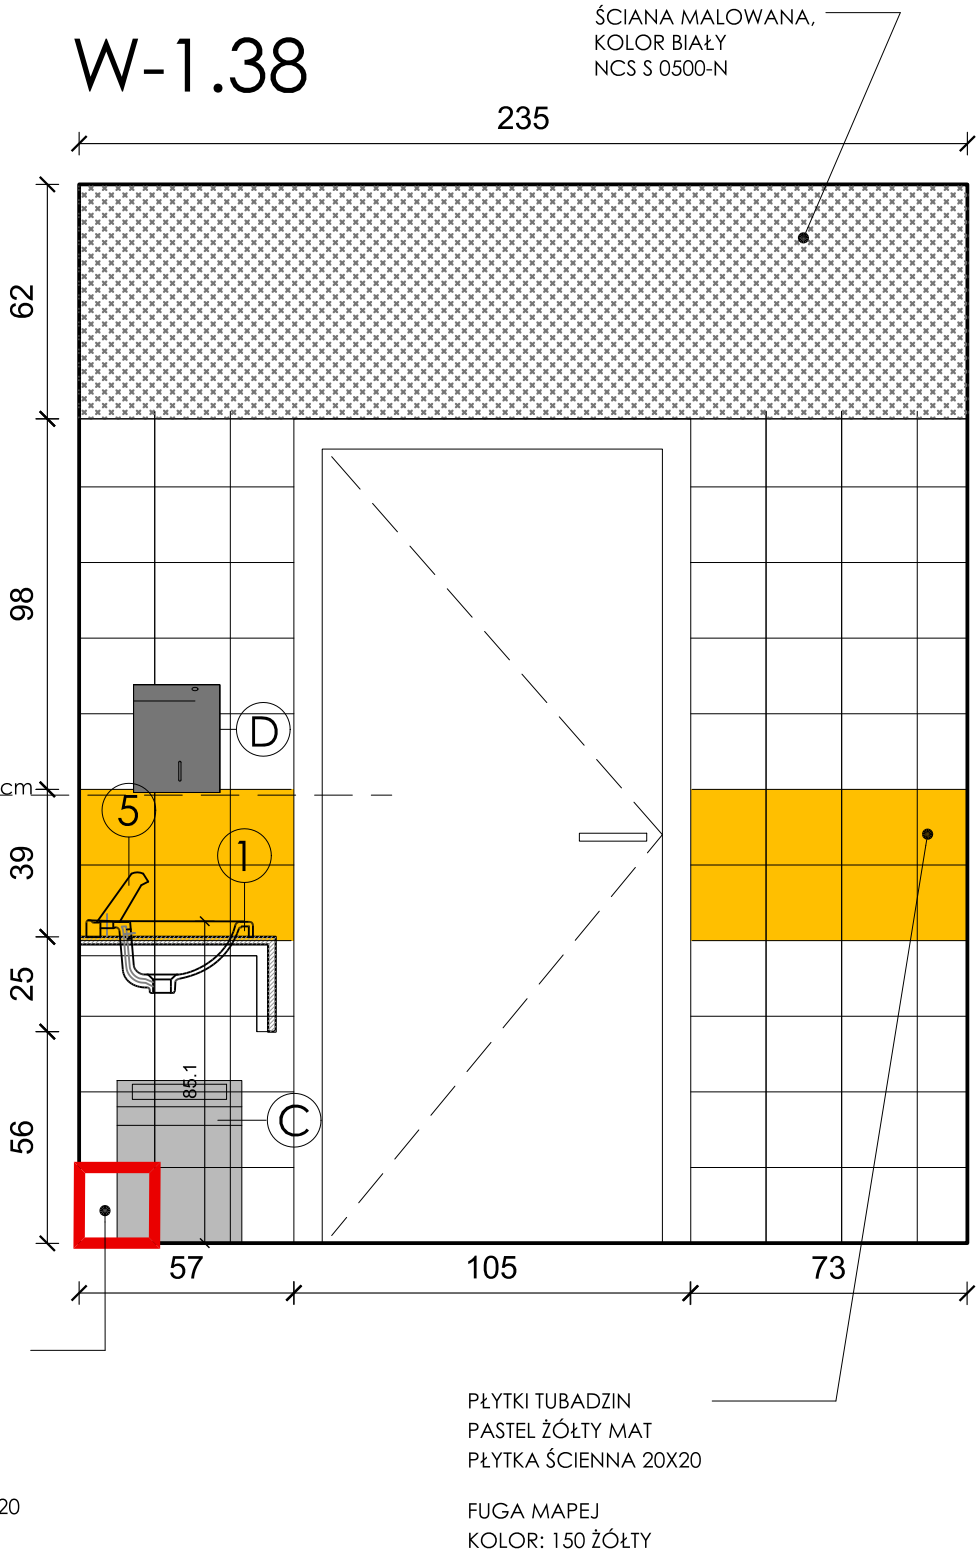 ŚCIANA MALOWANA,
KOLOR BIAŁY
NCS S 0500-N
W-1.38
235
62
98
D
cm
5
1
39
25
85.1
C
56
57
105
73
PŁYTKI TUBADZIN
PASTEL ŻÓŁTY MAT
PŁYTKA ŚCIENNA 20X20
20
FUGA MAPEJ
KOLOR: 150 ŻÓŁTY